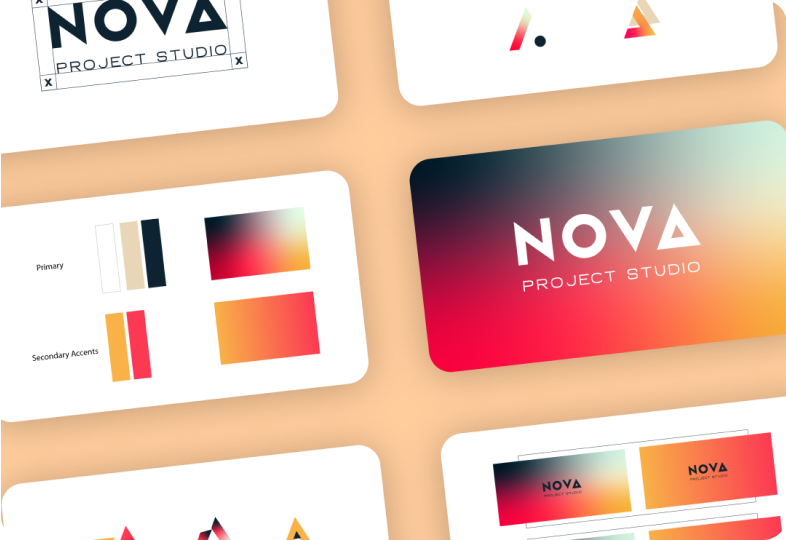 NOVA
PROJECT STUDIO
x
x
x
Primary
Secondary Accents
NOVA
PROJECT STUDIO
NOVA
PROJECT STUDIO
NOVA
PROJECT STUDIO